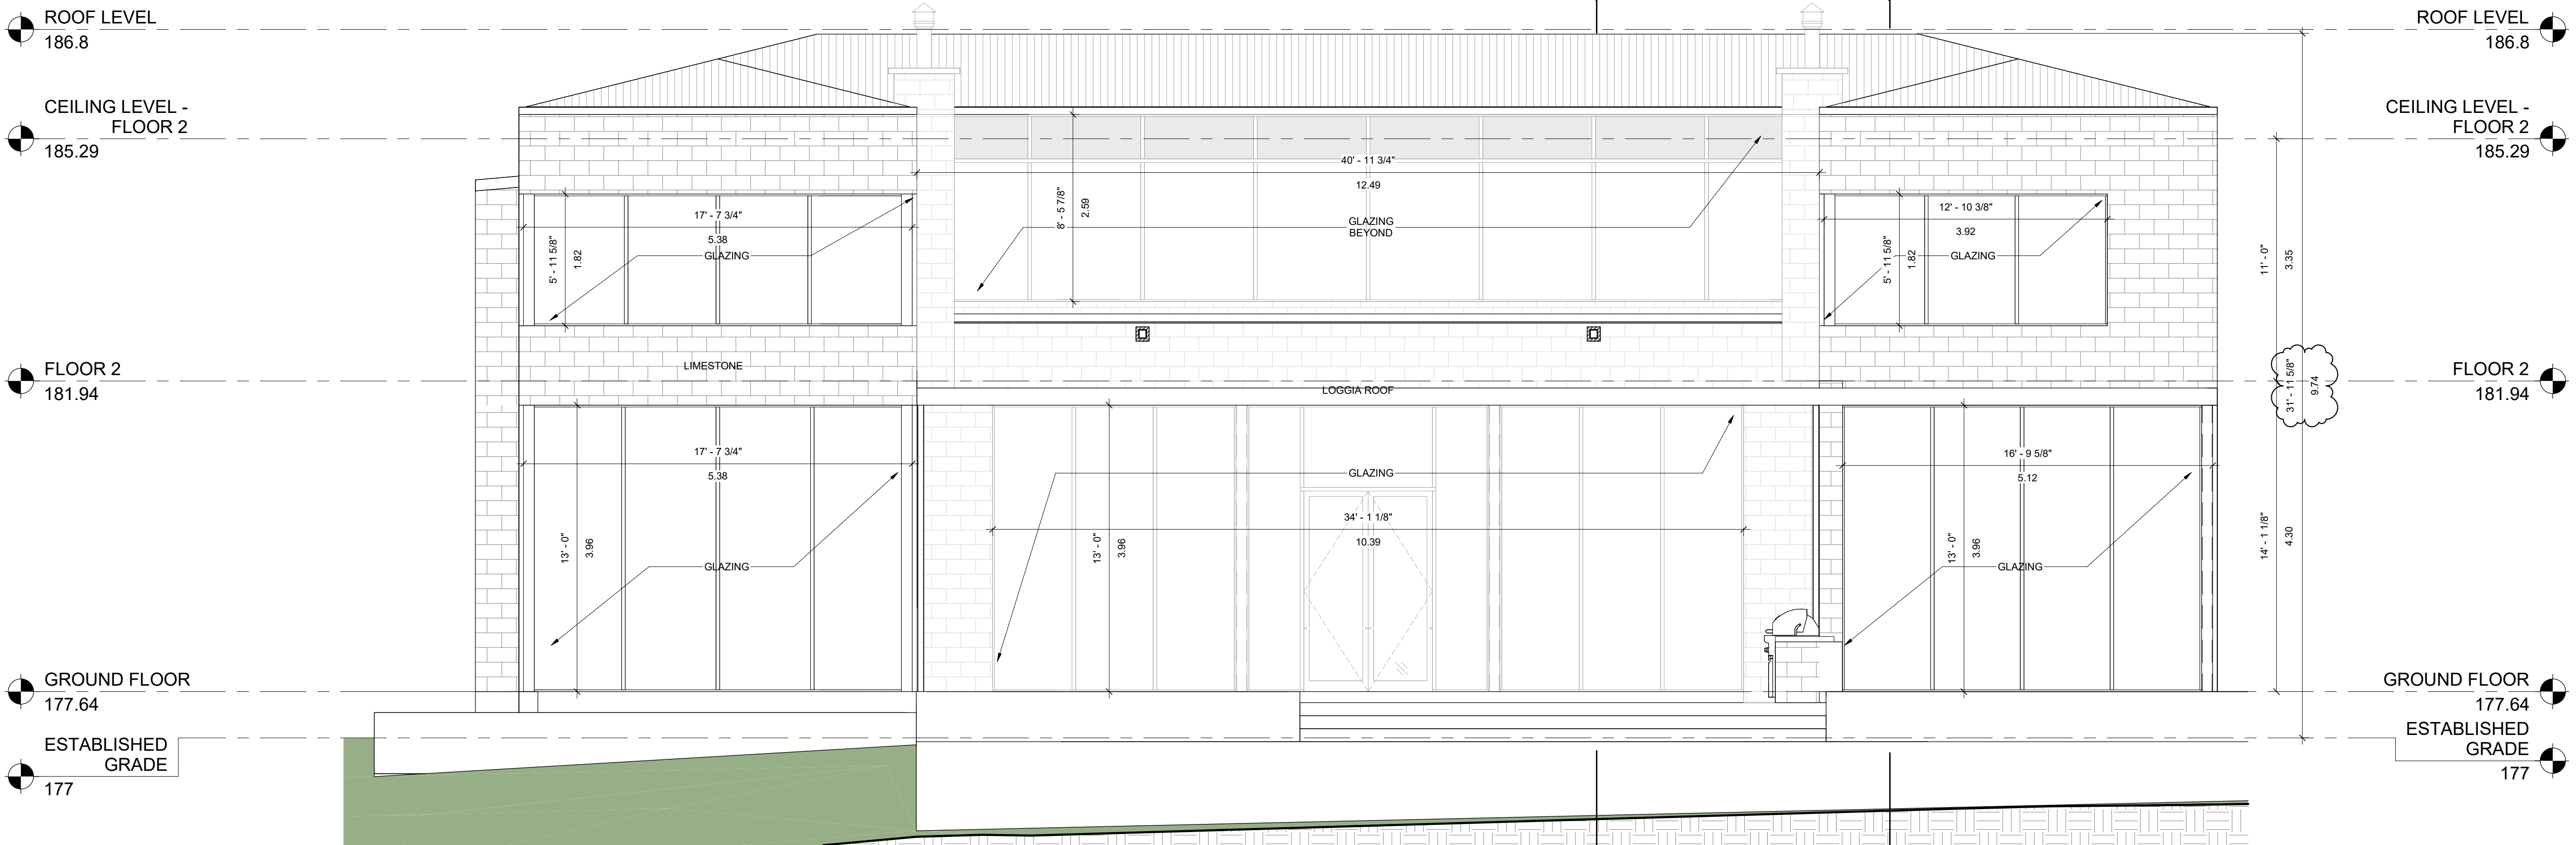 ROOF LEVEL
186.8
CEILING LEVEL -
FLOOR 2
185.29
FLOOR 2
181.94
GROUND FLOOR
177.64
ESTABLISHED
GRADE
177
17' - 7 3/4"
5.38
5' - 11 5/8"
1.82
GLAZING
LIMESTONE
17' - 7 3/4"
5.38
13' - 0"
3.96
GLAZING
40' - 11 3/4"
12.49
8' - 5 7/8"
2.59
GLAZING
BEYOND
LOGGIA ROOF
GLAZING
34' - 1 1/8"
10.39
13' - 0"
3.96
12' - 10 3/8"
3.92
5' - 11 5/8"
1.82
GLAZING
16' - 9 5/8"
5.12
13' - 0"
3.96
GLAZING
11' - 0"
3.35
31' - 11 5/8"
9.74
14' - 1 1/8"
4.30
ROOF LEVEL
186.8
CEILING LEVEL -
FLOOR 2
185.29
FLOOR 2
181.94
GROUND FLOOR
177.64
ESTABLISHED
GRADE
177